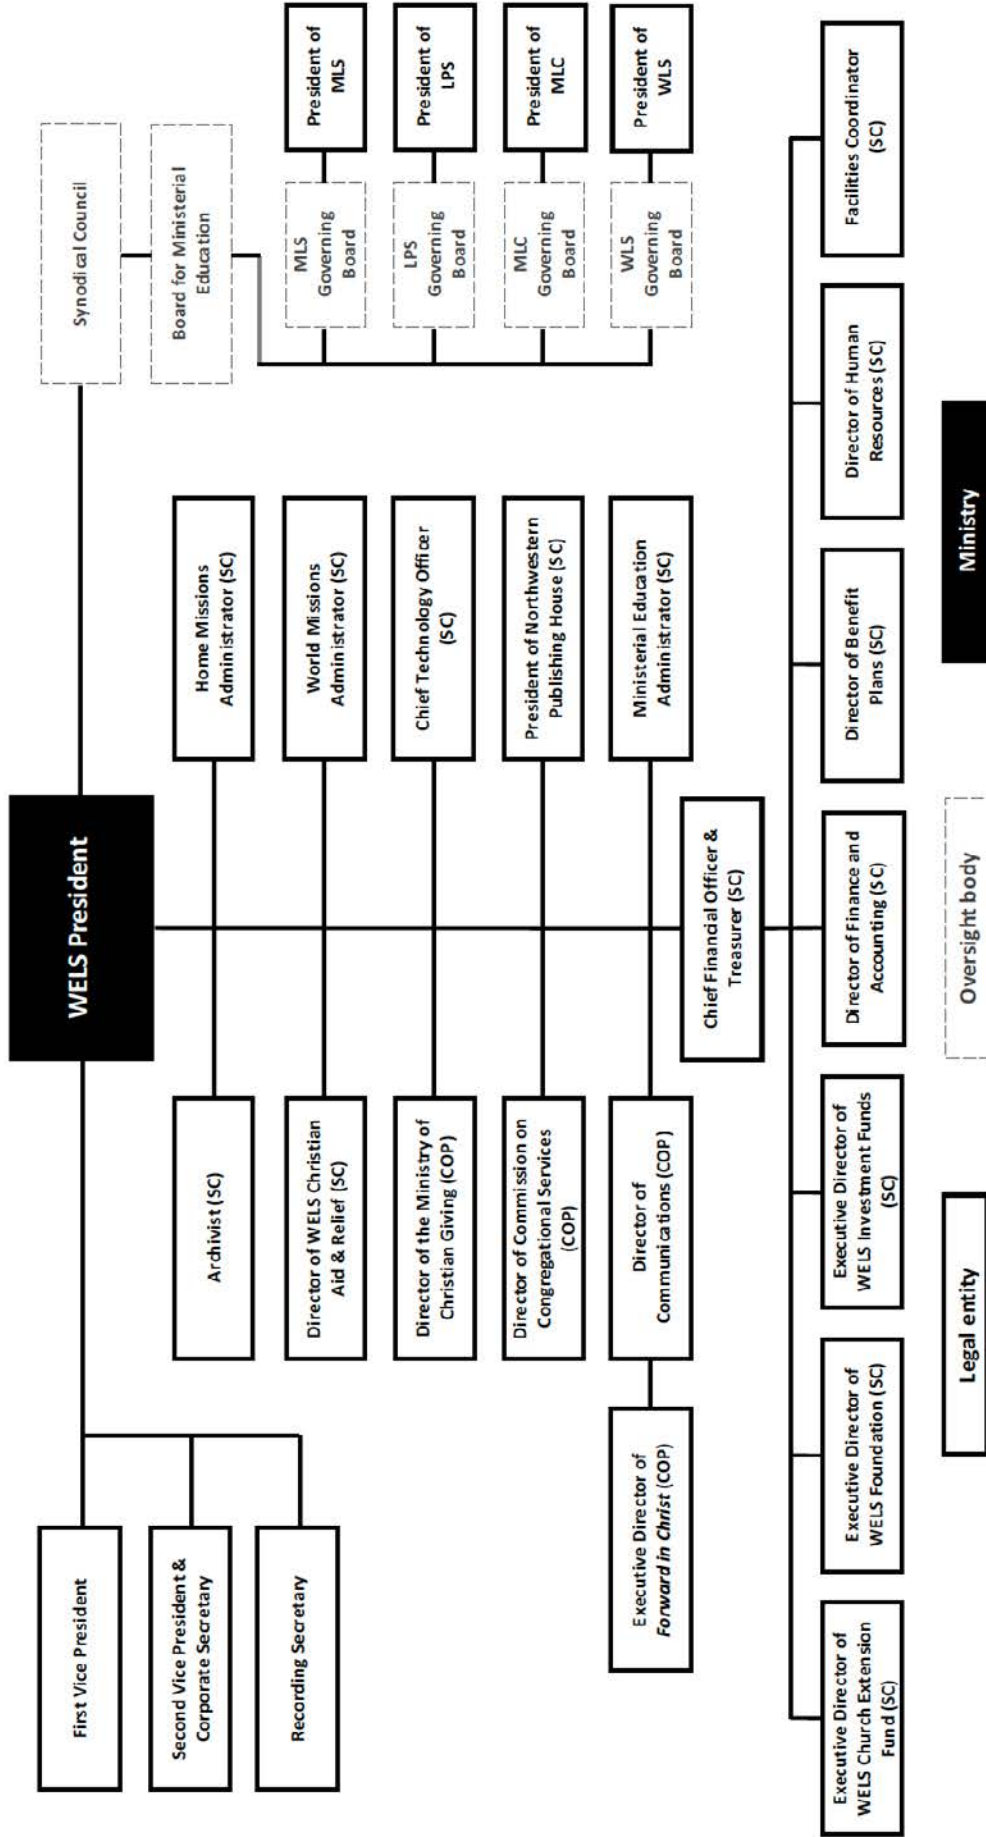 WELS President
First Vice President
Second Vice President &
Corporate Secretary
Recording Secretary
Synodical Council
Board for Ministerial
Education
MLS
Governing
Board
President of
MLS
LPS
Governing
Board
President of
LPS
MLC
Governing
Board
President of
MLC
WLS
Governing
Board
President of
WLS
Archivist (SC)
Home Missions
Administrator (SC)
Director of WELS Christian
Aid & Relief (SC)
World Missions
Administrator (SC)
Director of the Ministry of
Christian Giving (COP)
Chief Technology Officer
(SC)
Director of Commission on
Congregational Services
(COP)
President of Northwestern
Publishing House (SC)
Executive Director of
Forward in Christ (COP)
Director of
Communications (COP)
Ministerial Education
Administrator (SC)
Chief Financial Officer &
Treasurer (SC)
Executive Director of
WELS Church Extension
Fund (SC)
Executive Director of
WELS Foundation (SC)
Executive Director of
WELS Investment Funds
(SC)
Director of Finance and
Accounting (SC)
Director of Benefit
Plans (SC)
Director of Human
Resources (SC)
Facilities Coordinator
(SC)
Legal entity
Oversight body
Ministry